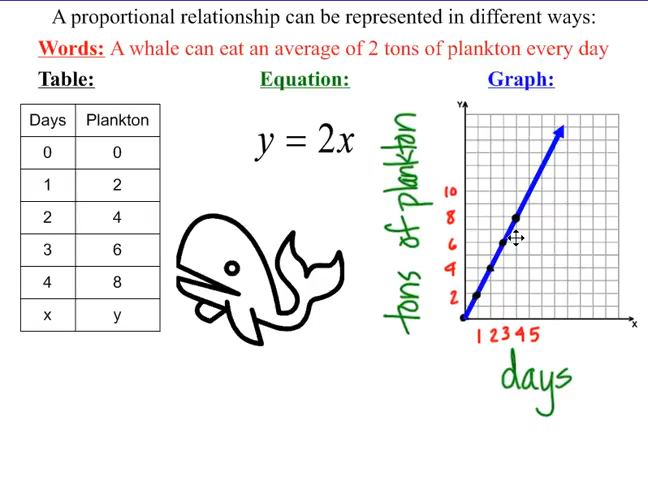 A proportional relationship can be represented in different ways:
Words: A whale can eat an average of 2 tons of plankton every day
Table:
Equation:
Graph:
Days Plankton
0 0
1 2
2 4
3 6
4 8
x y
y = 2x
tons of plankton
Y
10
8
6
4
2
X
1 2 3 4 5
days